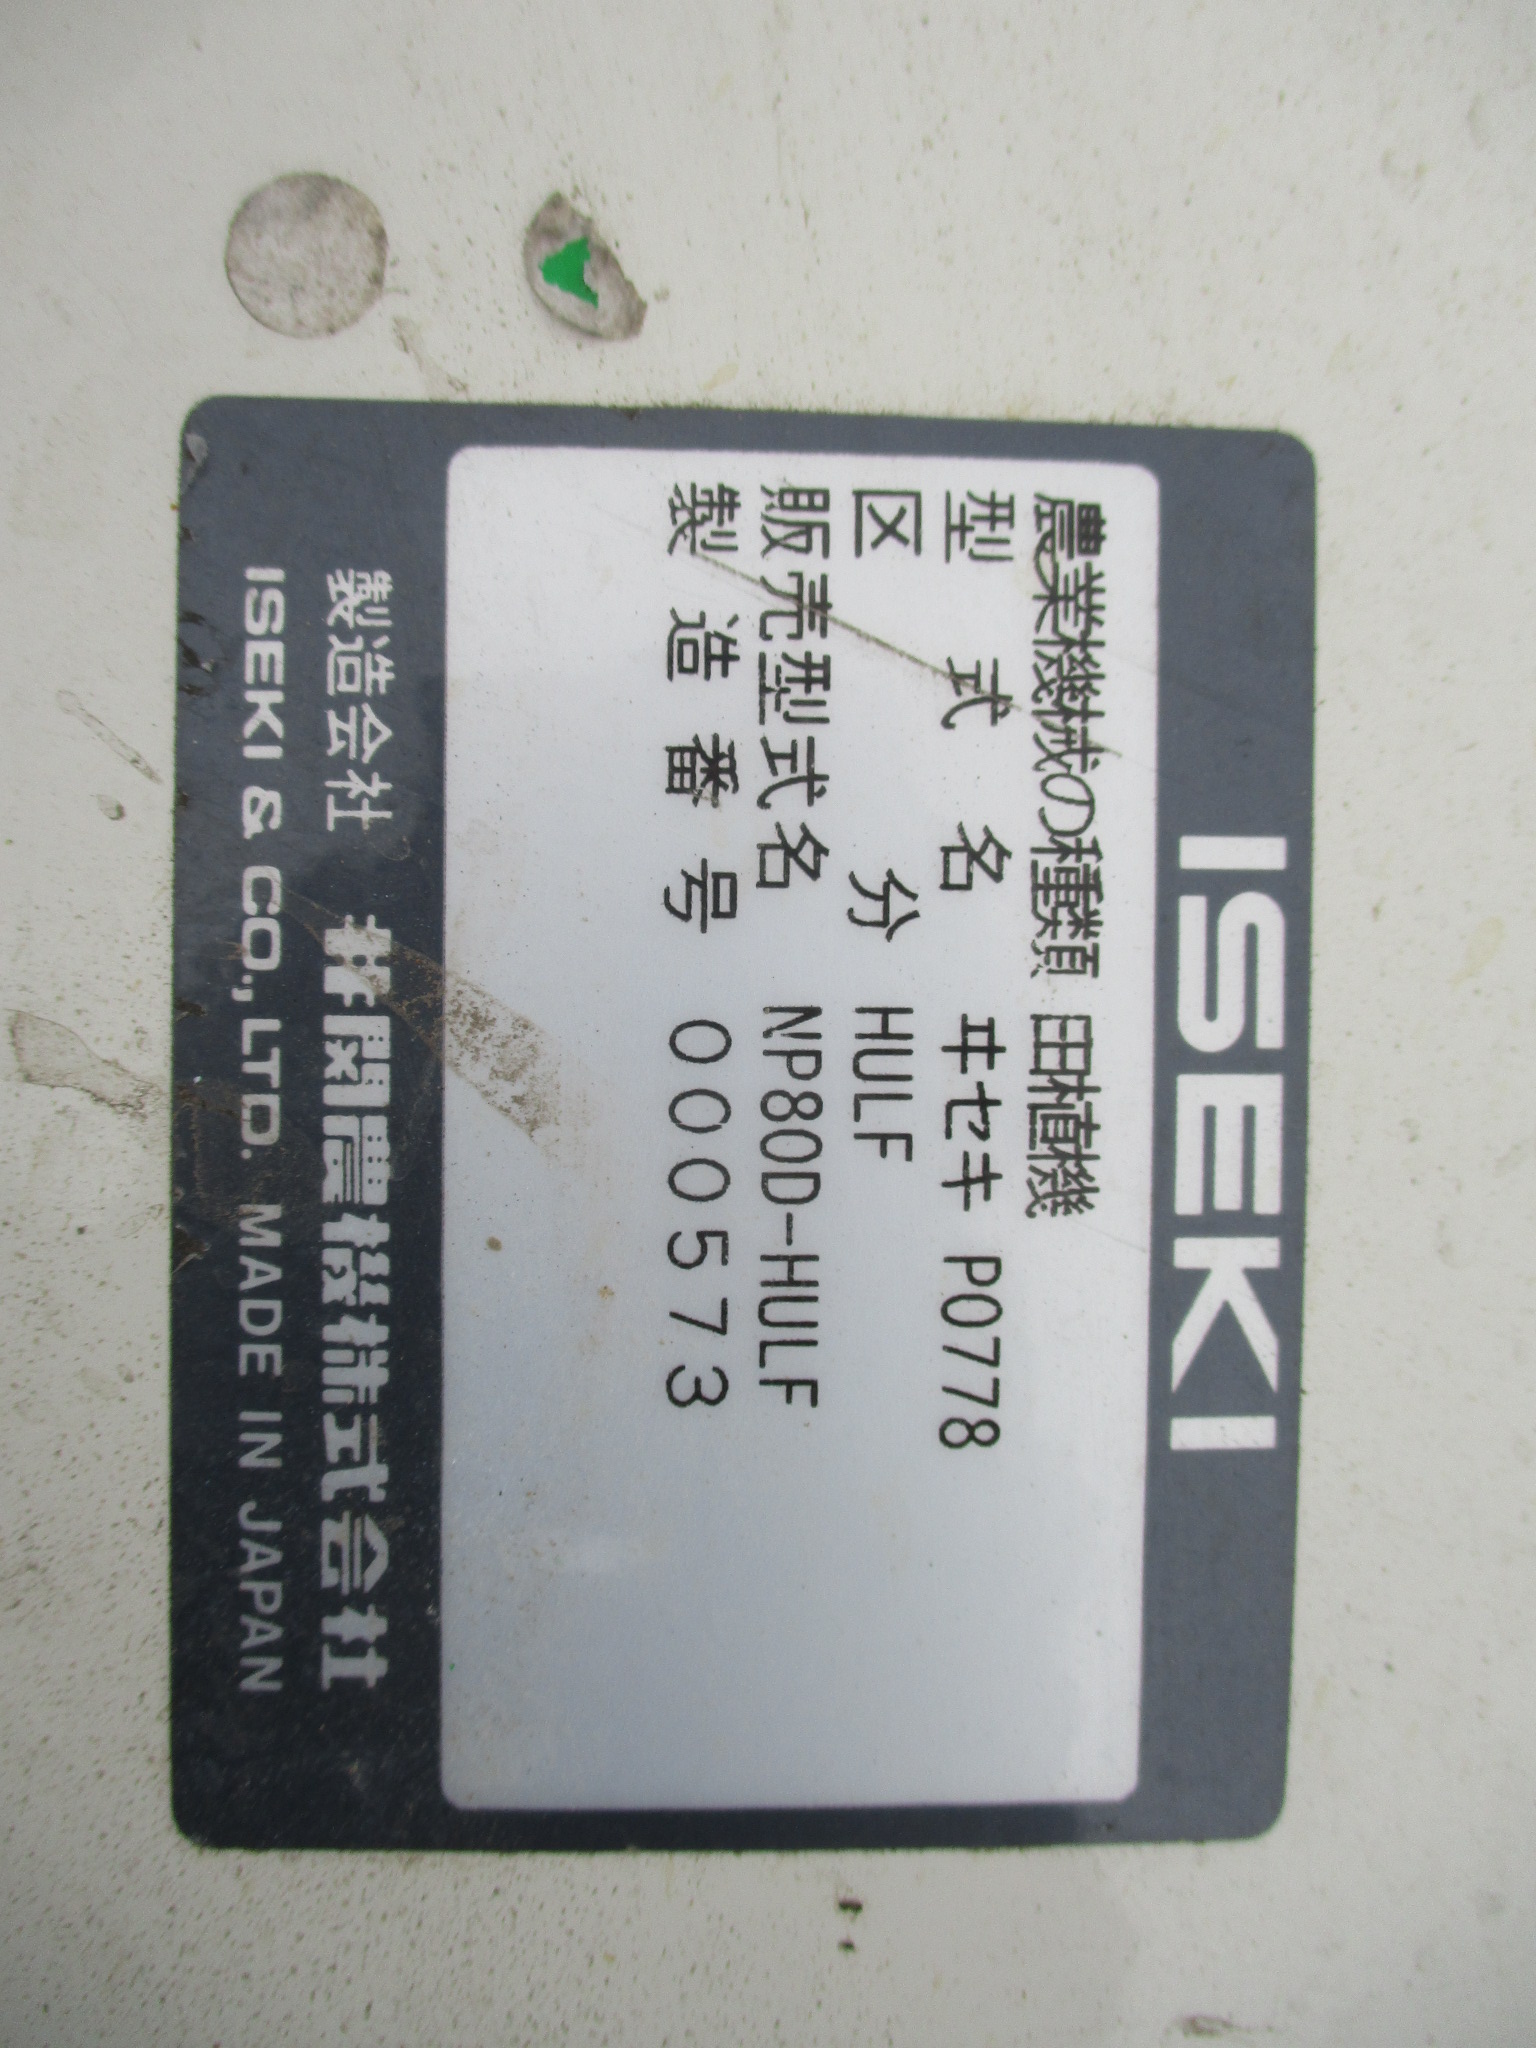 ISEKI
農業機械の種類 田植機
型式名 ヰセキ P0778
区分 HULF
販売型式名 NP80D-HULF
製造番号 000573
製造会社 井関農機株式会社
ISEKI & CO., LTD. MADE IN JAPAN